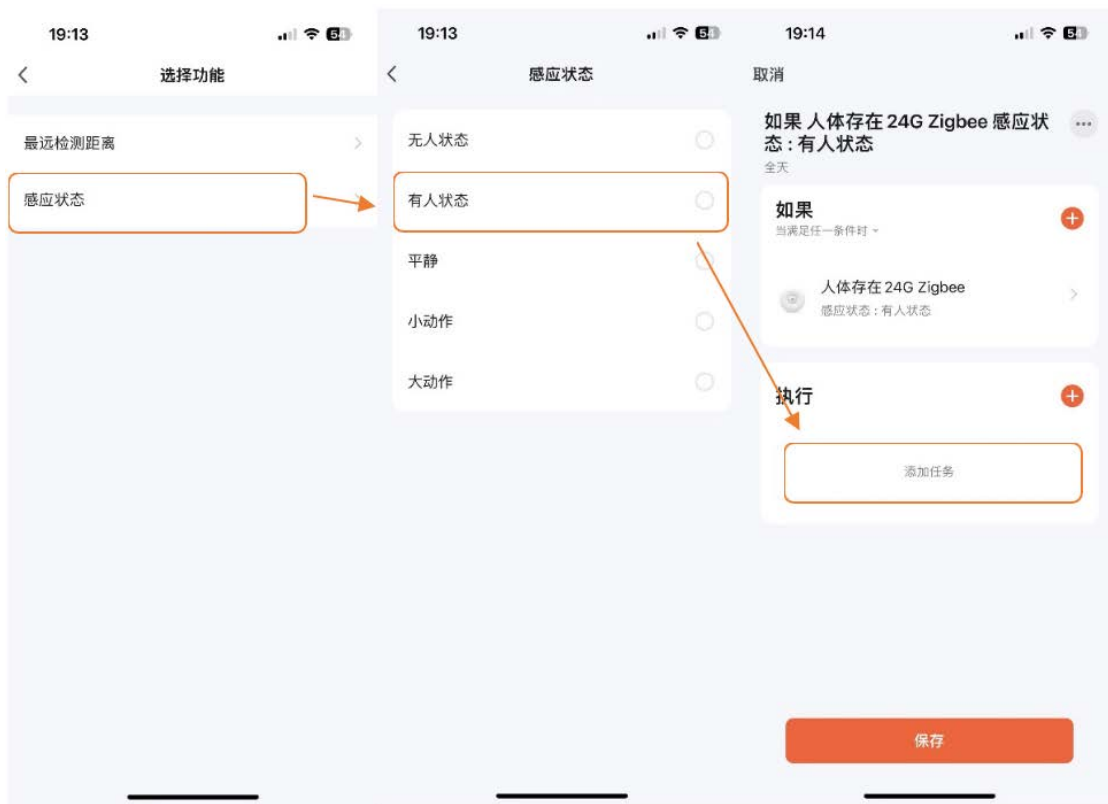 19:13
54
选择功能
最远检测距离
感应状态
19:13
54
感应状态
无人状态
有人状态
平静
小动作
大动作
19:14
54
取消
如果 人体存在 24G Zigbee 感应状
态 : 有人状态
全天
如果
当满足任一条件时
人体存在 24G Zigbee
感应状态 : 有人状态
执行
添加任务
保存